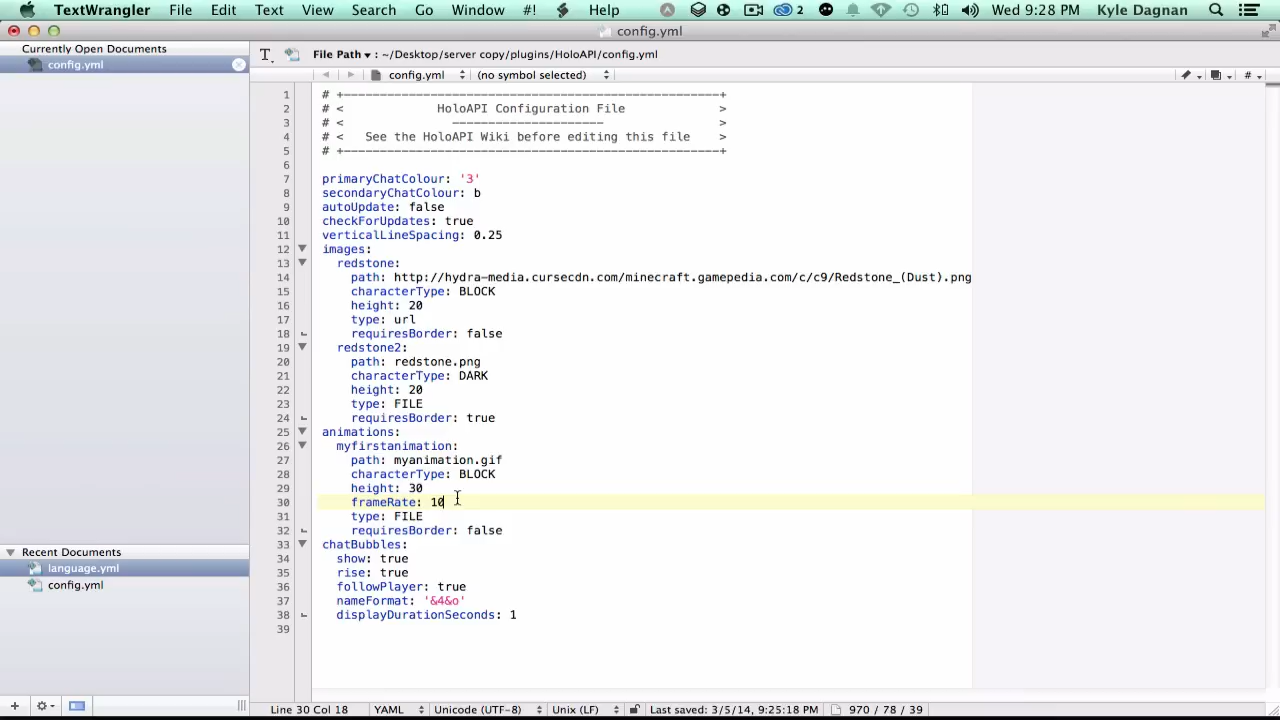 TextWrangler File Edit Text View Search Go Window #! Help 2 Wed 9:28 PM Kyle Dagnan
config.yml
Currently Open Documents
config.yml
File Path : ~/Desktop/server copy/plugins/HoloAPI/config.yml
config.yml (no symbol selected) #
1 # +----------------------------------------------------+
2 # < HoloAPI Configuration File >
3 # < --------------------- >
4 # < See the HoloAPI Wiki before editing this file >
5 # +----------------------------------------------------+
6
7 primaryChatColour: '3'
8 secondaryChatColour: b
9 autoUpdate: false
10 checkForUpdates: true
11 verticalLineSpacing: 0.25
12 images:
13 redstone:
14 path: http://hydra-media.cursecdn.com/minecraft.gamepedia.com/c/c9/Redstone_(Dust).png
15 characterType: BLOCK
16 height: 20
17 type: url
18 requiresBorder: false
19 redstone2:
20 path: redstone.png
21 characterType: DARK
22 height: 20
23 type: FILE
24 requiresBorder: true
25 animations:
26 myfirstanimation:
27 path: myanimation.gif
28 characterType: BLOCK
29 height: 30
30 frameRate: 10
31 type: FILE
32 requiresBorder: false
33 chatBubbles:
34 show: true
35 rise: true
36 followPlayer: true
37 nameFormat: '&4&o'
38 displayDurationSeconds: 1
39
Recent Documents
language.yml
config.yml
Line 30 Col 18 YAML Unicode (UTF-8) Unix (LF) Last saved: 3/5/14, 9:25:18 PM 970 / 78 / 39